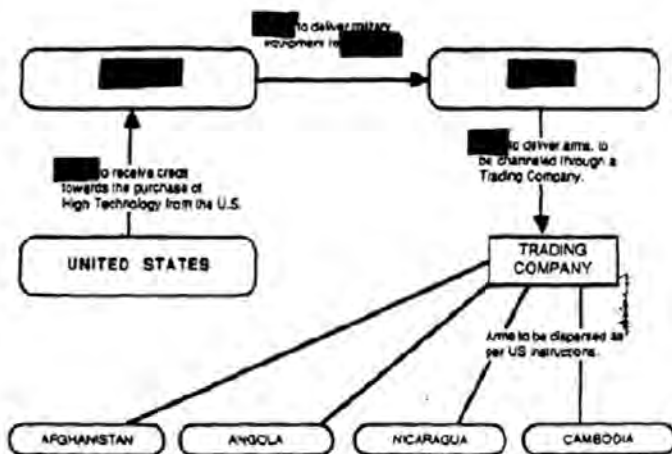 to deliver military
equipment to
to deliver arms, to
be channeled through a
Trading Company.
to receive credit
towards the purchase of
High Technology from the U.S.
UNITED STATES
TRADING
COMPANY
Arms to be dispersed as
per US instructions.
AFGHANISTAN
ANGOLA
NICARAGUA
CAMBODIA